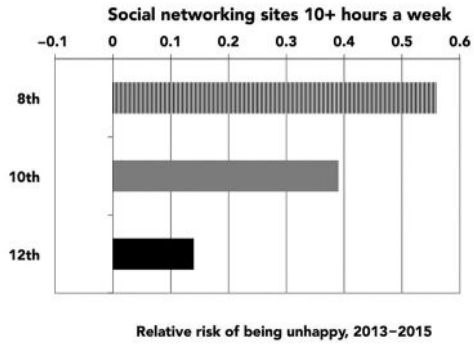 Social networking sites 10+ hours a week
−0.1 0 0.1 0.2 0.3 0.4 0.5 0.6
8th
10th
12th
Relative risk of being unhappy, 2013–2015